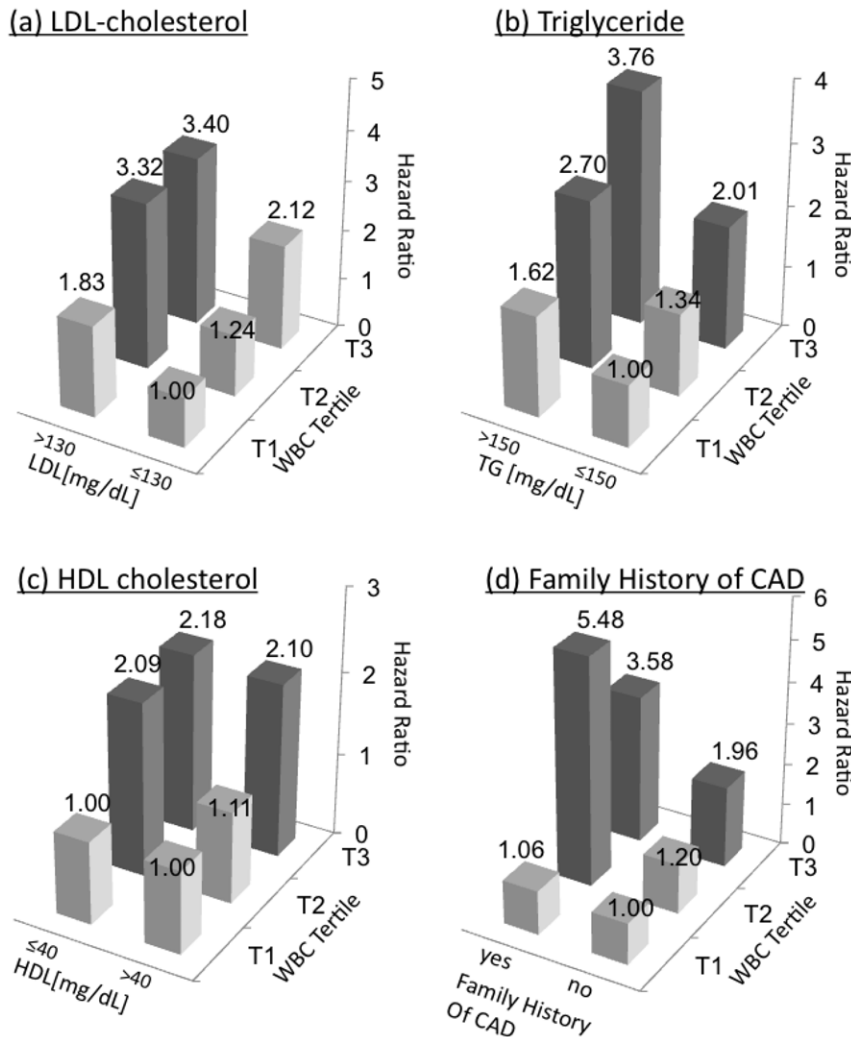 (a) LDL-cholesterol
5
4
3
2
1
0
Hazard Ratio
3.40
3.32
2.12
1.83
1.24
1.00
T3
T2
T1
WBC Tertile
>130
≤130
LDL[mg/dL]
(b) Triglyceride
4
3
2
1
0
Hazard Ratio
3.76
2.70
2.01
1.62
1.34
1.00
T3
T2
T1
WBC Tertile
>150
≤150
TG [mg/dL]
(c) HDL cholesterol
3
2
1
0
Hazard Ratio
2.18
2.09
2.10
1.00
1.11
1.00
T3
T2
T1
WBC Tertile
≤40
>40
HDL[mg/dL]
(d) Family History of CAD
6
5
4
3
2
1
0
Hazard Ratio
5.48
3.58
1.96
1.06
1.20
1.00
T3
T2
T1
WBC Tertile
yes
no
Family History
Of CAD